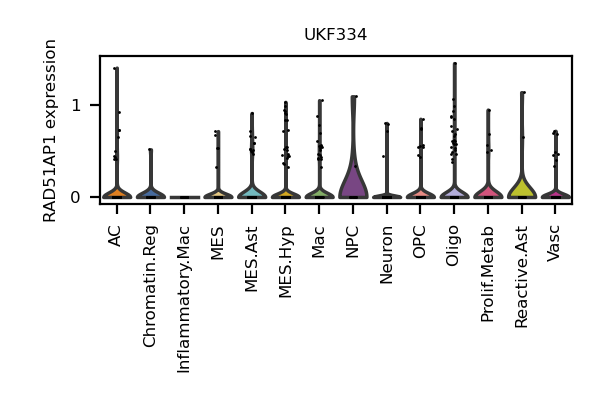 UKF334
RAD51AP1 expression
1
0
AC
Chromatin.Reg
Inflammatory.Mac
MES
MES.Ast
MES.Hyp
Mac
NPC
Neuron
OPC
Oligo
Prolif.Metab
Reactive.Ast
Vasc